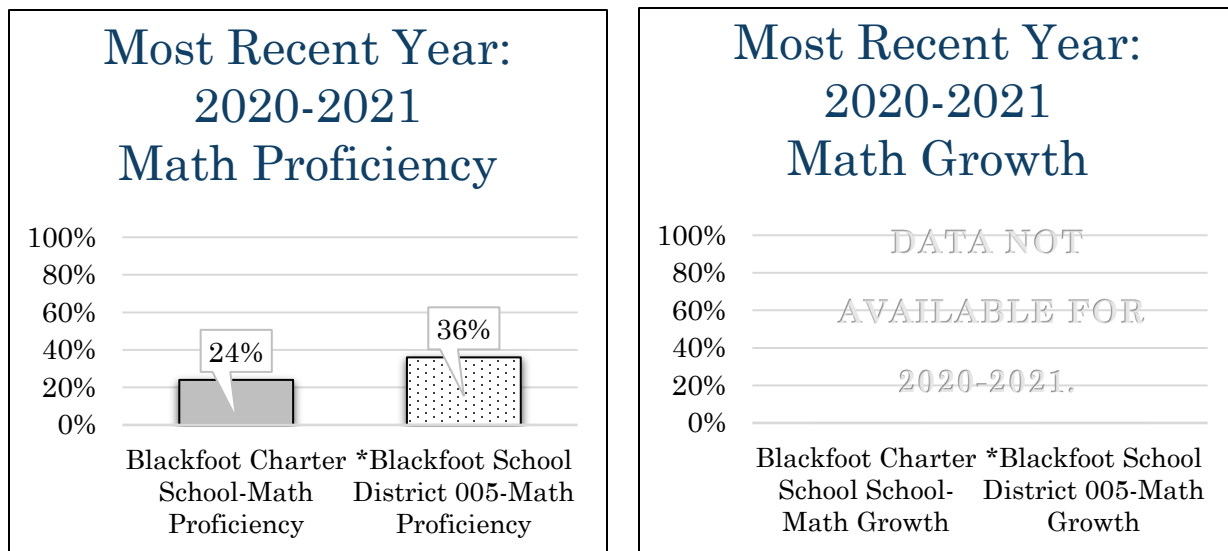 Most Recent Year:
2020-2021
Math Proficiency
100%
80%
60%
40%
20%
0%
24%
36%
Blackfoot Charter
School-Math
Proficiency
*Blackfoot School
District 005-Math
Proficiency
Most Recent Year:
2020-2021
Math Growth
100%
80%
60%
40%
20%
0%
DATA NOT
AVAILABLE FOR
2020-2021.
Blackfoot Charter
School School-
Math Growth
*Blackfoot School
District 005-Math
Growth